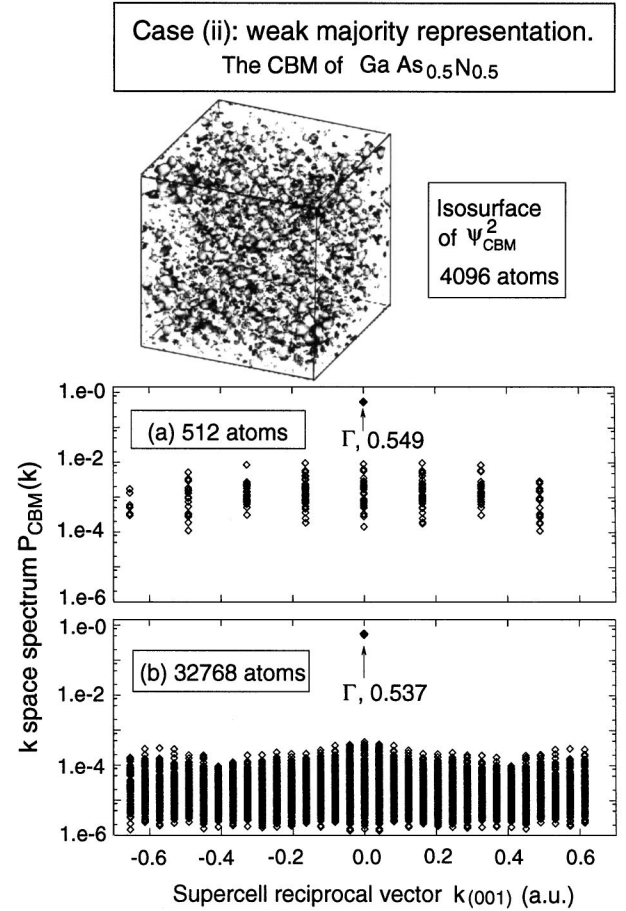 Case (ii): weak majority representation.
The CBM of Ga As0.5N0.5
Isosurface
of Ψ²CBM
4096 atoms
k space spectrum PCBM(k)
1.e-0
1.e-2
1.e-4
1.e-6
(a) 512 atoms
Γ, 0.549
1.e-0
1.e-2
1.e-4
1.e-6
(b) 32768 atoms
Γ, 0.537
-0.6 -0.4 -0.2 0.0 0.2 0.4 0.6
Supercell reciprocal vector k(001) (a.u.)